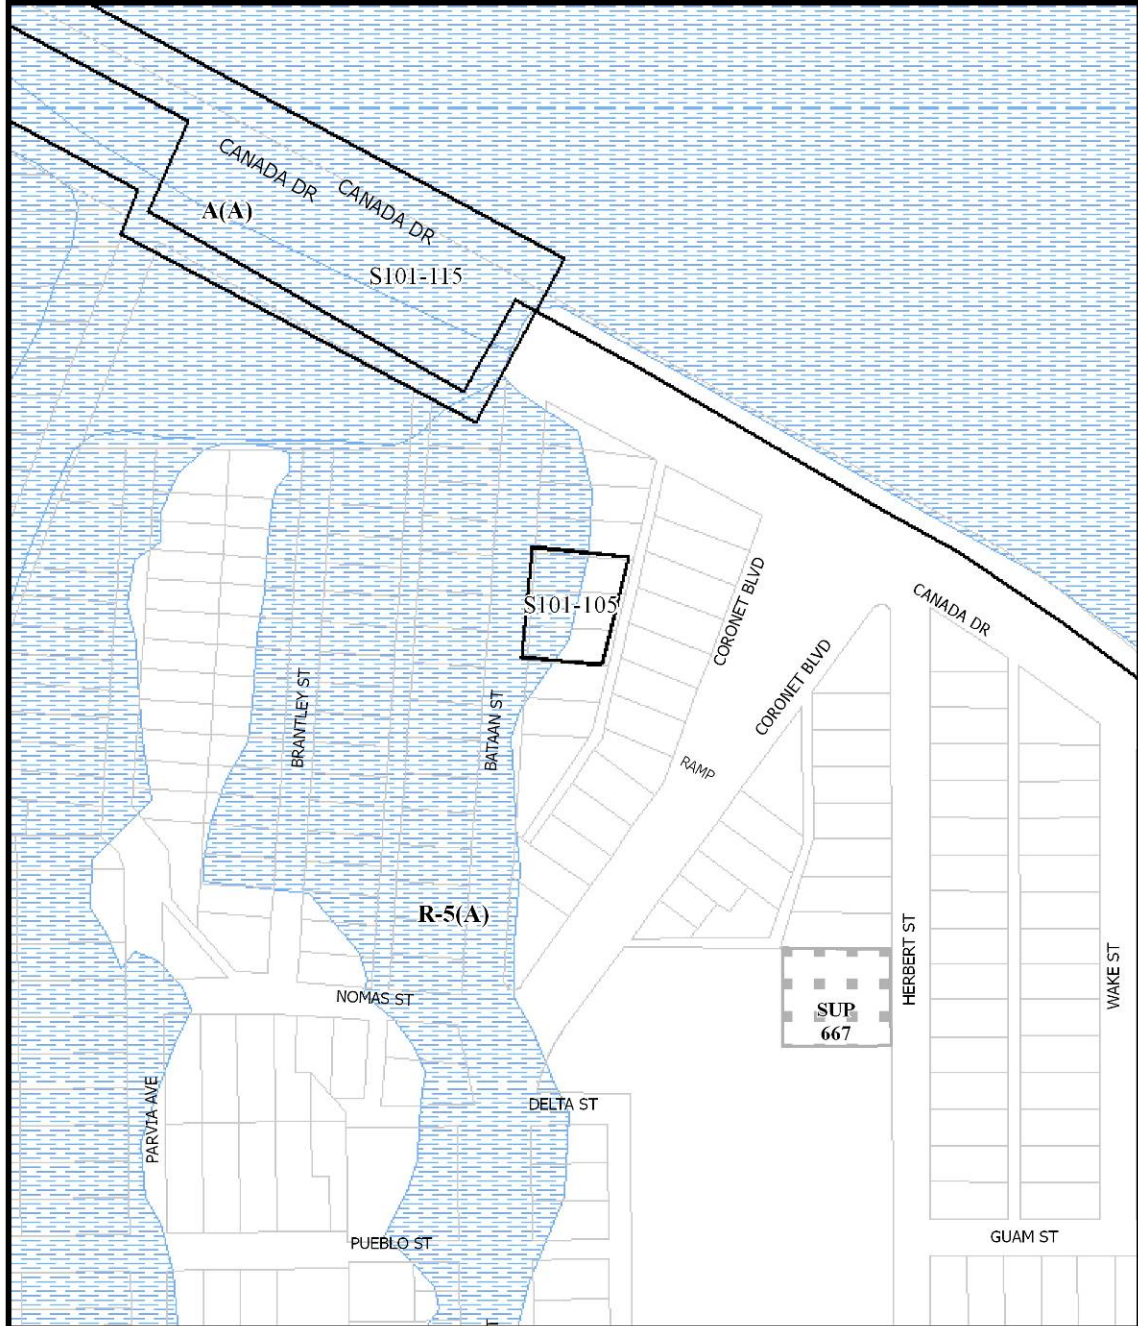 CANADA DR
CANADA DR
A(A)
S101-115
S101-105
CORONET BLVD
CANADA DR
CORONET BLVD
BRANTLEY ST
BATAAN ST
RAMP
R-5(A)
HERBERT ST
WAKE ST
NOMAS ST
SUP
667
PARVIA AVE
DELTA ST
PUEBLO ST
GUAM ST